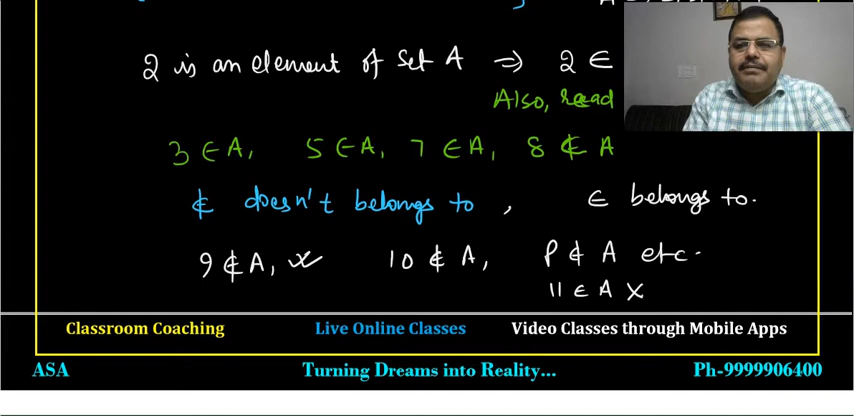 2 is an element of Set A ⇒ 2 ∈
Also, read
3 ∈ A, 5 ∈ A, 7 ∈ A, 8 ∉ A
∉ doesn't belongs to, ∈ belongs to.
9 ∉ A, 10 ∉ A, P ∉ A etc.
11 ∈ A X
Classroom Coaching Live Online Classes Video Classes through Mobile Apps
ASA Turning Dreams into Reality... Ph-9999906400